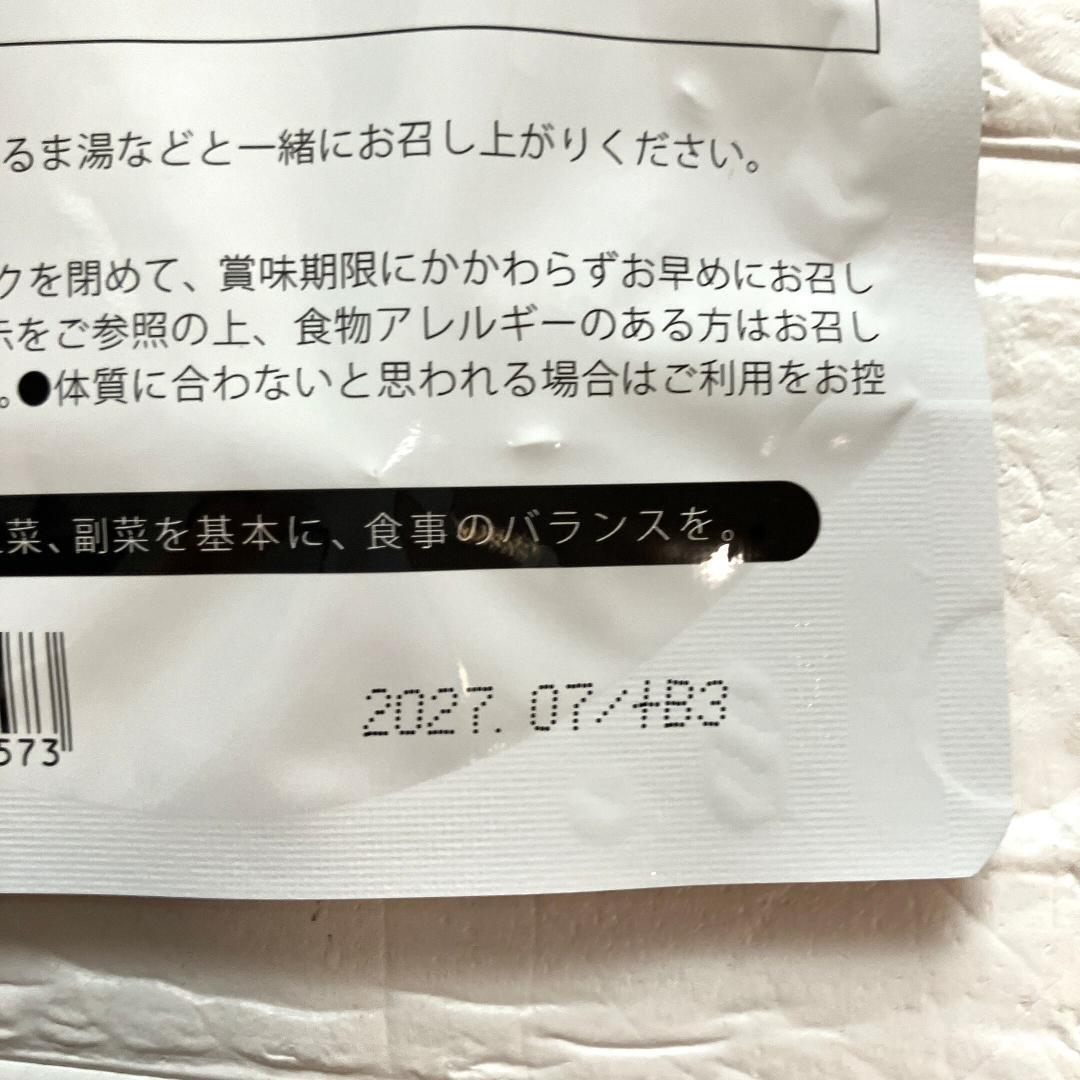 るま湯などと一緒にお召し上がりください。
クを閉めて、賞味期限にかかわらずお早めにお召し
示をご参照の上、食物アレルギーのある方はお召し
。●体質に合わないと思われる場合はご利用をお控
菜、副菜を基本に、食事のバランスを。
573
2027.07/+B3